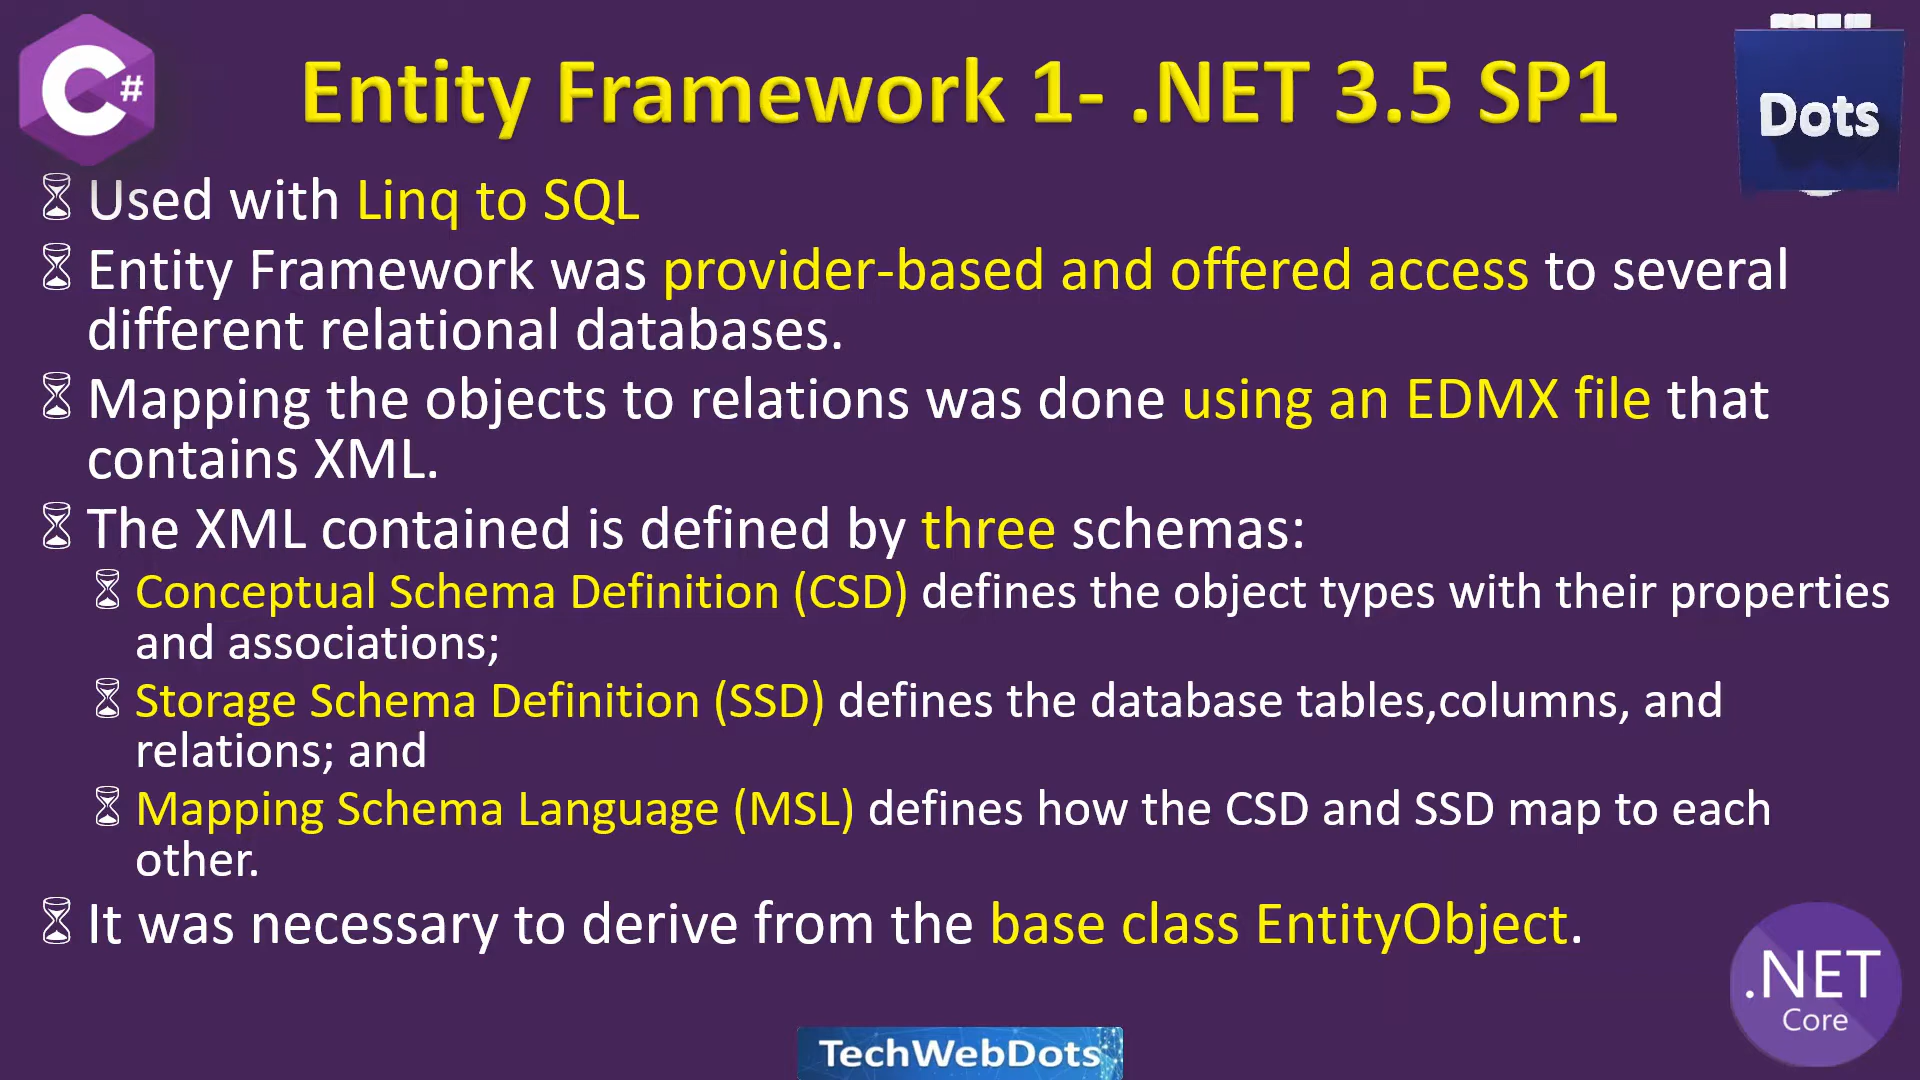 C#
Entity Framework 1- .NET 3.5 SP1
Dots
Used with Linq to SQL
Entity Framework was provider-based and offered access to several
different relational databases.
Mapping the objects to relations was done using an EDMX file that
contains XML.
The XML contained is defined by three schemas:
Conceptual Schema Definition (CSD) defines the object types with their properties
and associations;
Storage Schema Definition (SSD) defines the database tables,columns, and
relations; and
Mapping Schema Language (MSL) defines how the CSD and SSD map to each
other.
It was necessary to derive from the base class EntityObject.
.NET
Core
TechWebDots